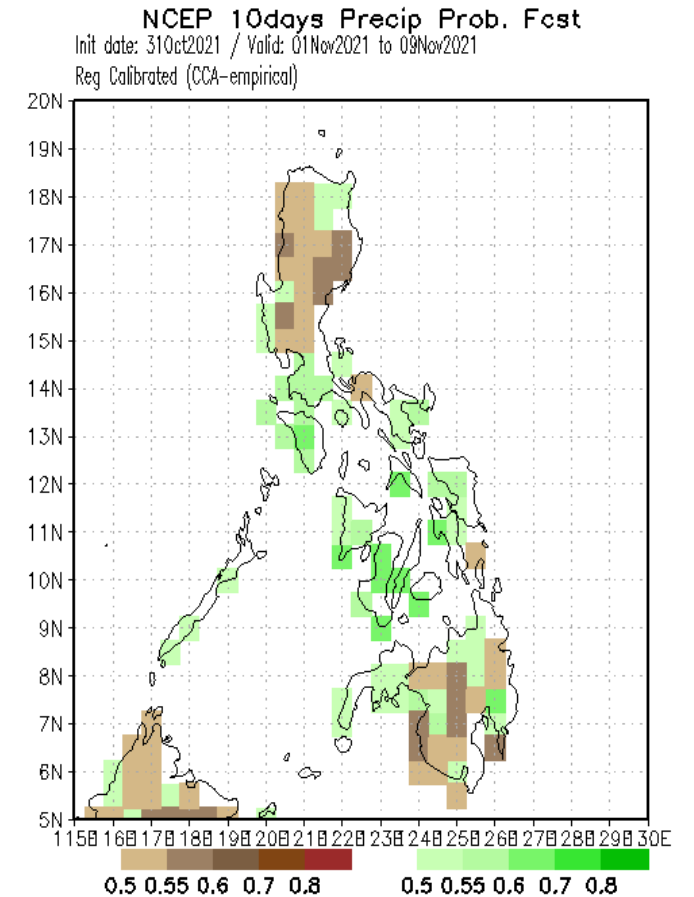 NCEP 10days Precip Prob. Fcst
Init date: 31Oct2021 / Valid: 01Nov2021 to 09Nov2021
Reg Calibrated (CCA-empirical)
20N
19N
18N
17N
16N
15N
14N
13N
12N
11N
10N
9N
8N
7N
6N
5N
115E 116E 117E 118E 119E 120E 121E 122E 123E 124E 125E 126E 127E 128E 129E 130E
0.5 0.55 0.6 0.7 0.8 0.5 0.55 0.6 0.7 0.8